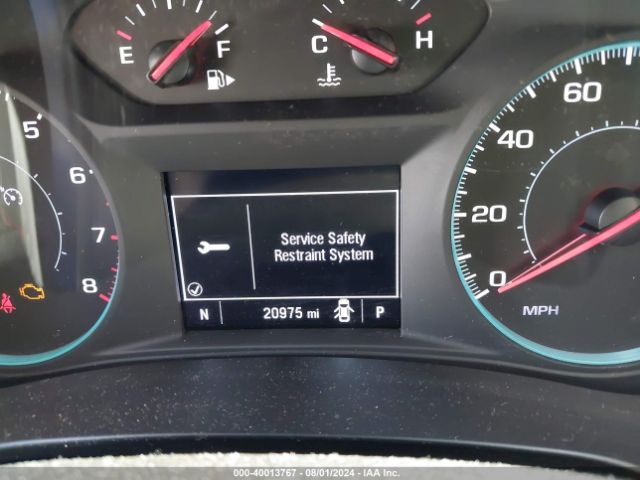 E
F
C
H
5
6
7
8
Service Safety
Restraint System
N
20975 mi
P
0
20
40
60
MPH
000-40013767 - 08/01/2024 - IAA Inc.